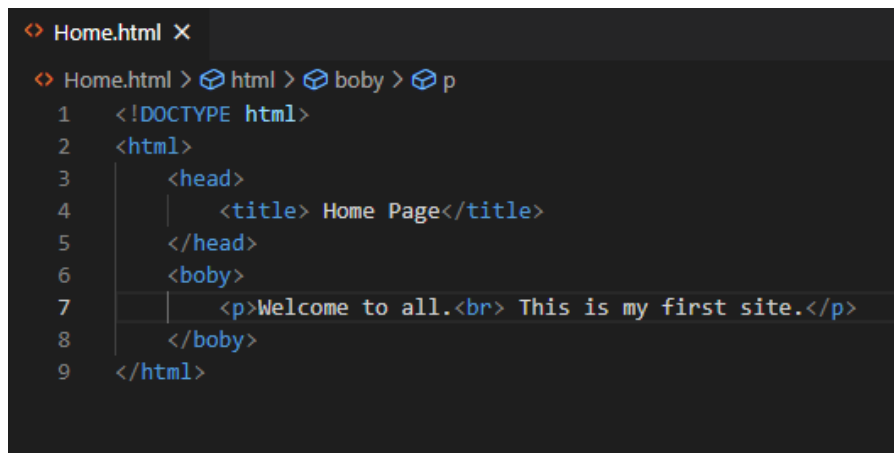 <> Home.html ×
<> Home.html > html > boby > p
1 <!DOCTYPE html>
2 <html>
3 <head>
4 <title> Home Page</title>
5 </head>
6 <boby>
7 <p>Welcome to all.<br> This is my first site.</p>
8 </boby>
9 </html>